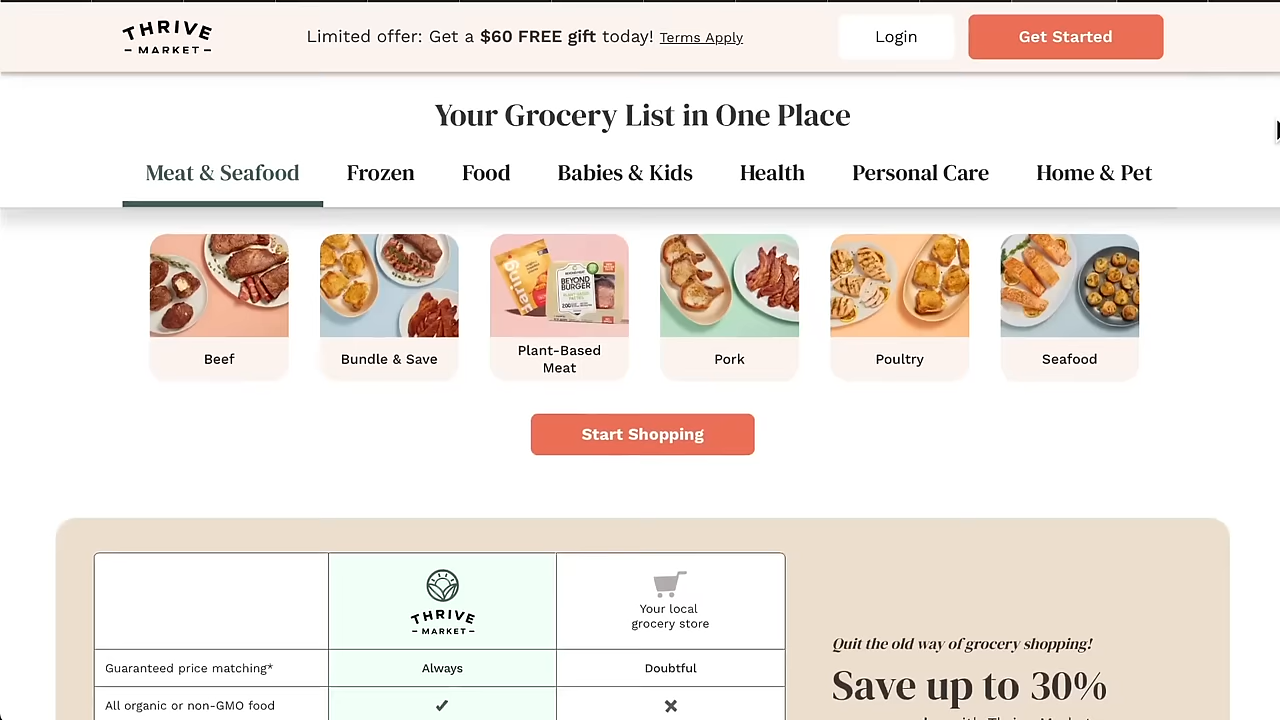 THRIVE
MARKET
Limited offer: Get a $60 FREE gift today! Terms Apply
Login
Get Started
Your Grocery List in One Place
Meat & Seafood
Frozen
Food
Babies & Kids
Health
Personal Care
Home & Pet
BEYOND
BURGER
Beef
Bundle & Save
Plant-Based
Meat
Pork
Poultry
Seafood
Start Shopping
THRIVE
MARKET
Your local
grocery store
Guaranteed price matching*
Always
Doubtful
All organic or non-GMO food
Quit the old way of grocery shopping!
Save up to 30%